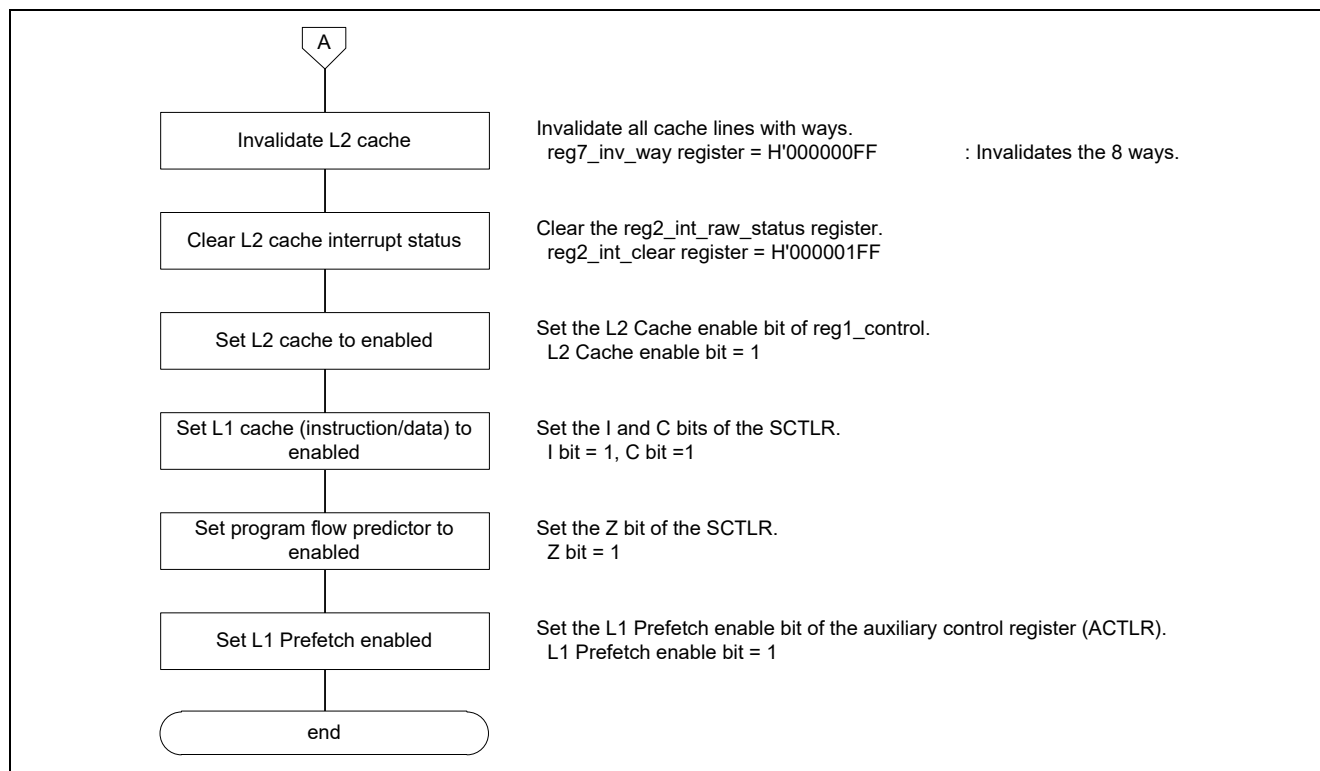 A
Invalidate L2 cache
Invalidate all cache lines with ways.
reg7_inv_way register = H'000000FF : Invalidates the 8 ways.
Clear L2 cache interrupt status
Clear the reg2_int_raw_status register.
reg2_int_clear register = H'000001FF
Set L2 cache to enabled
Set the L2 Cache enable bit of reg1_control.
L2 Cache enable bit = 1
Set L1 cache (instruction/data) to
enabled
Set the I and C bits of the SCTLR.
I bit = 1, C bit =1
Set program flow predictor to
enabled
Set the Z bit of the SCTLR.
Z bit = 1
Set L1 Prefetch enabled
Set the L1 Prefetch enable bit of the auxiliary control register (ACTLR).
L1 Prefetch enable bit = 1
end